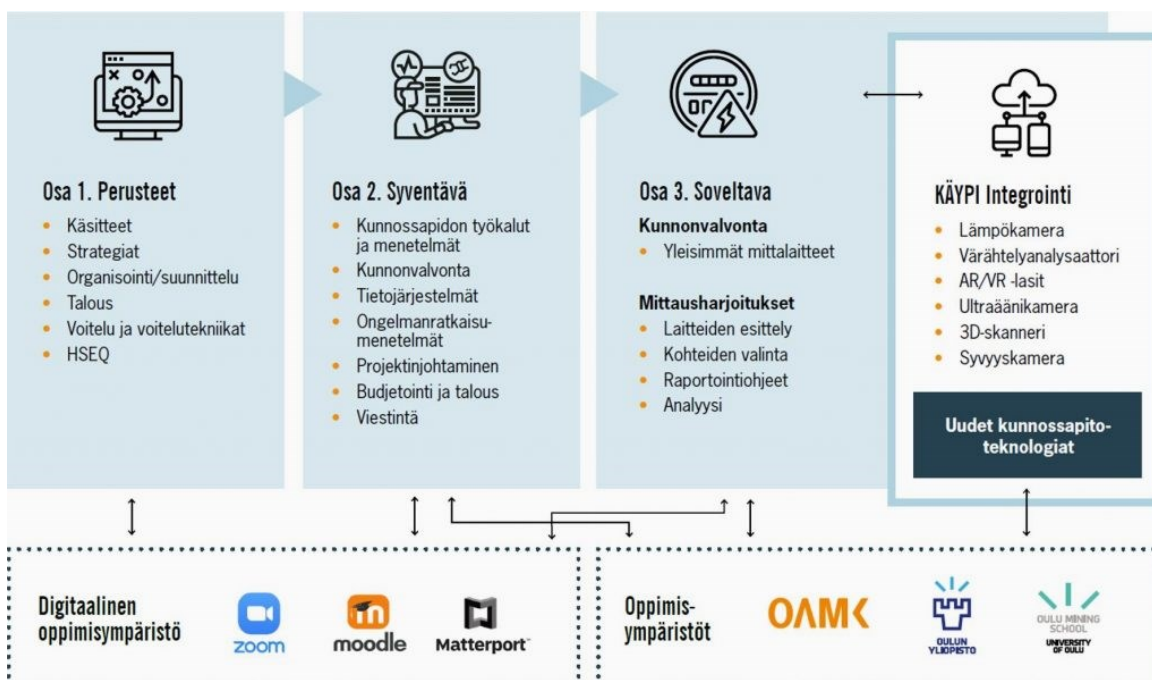 Osa 1. Perusteet
Käsitteet
Strategiat
Organisointi/suunnittelu
Talous
Voitelu ja voitelutekniikat
HSEQ
Osa 2. Syventävä
Kunnossapidon työkalut
ja menetelmät
Kunnonvalvonta
Tietojärjestelmät
Ongelmanratkaisu-
menetelmät
Projektinjohtaminen
Budjetointi ja talous
Viestintä
Osa 3. Soveltava
Kunnonvalvonta
Yleisimmät mittalaitteet
Mittausharjoitukset
Laitteiden esittely
Kohteiden valinta
Raportointiohjeet
Analyysi
KÄYPI Integrointi
Lämpökamera
Värähtelyanalysaattori
AR/VR -lasit
Ultraäänikamera
3D-skanneri
Syvyyskamera
Uudet kunnossapito-
teknologiat
Digitaalinen
oppimisympäristö
zoom
moodle
Matterport™
Oppimis-
ympäristöt
OAMK
OULUN
YLIOPISTO
OULU MINING
SCHOOL
UNIVERSITY
OF OULU